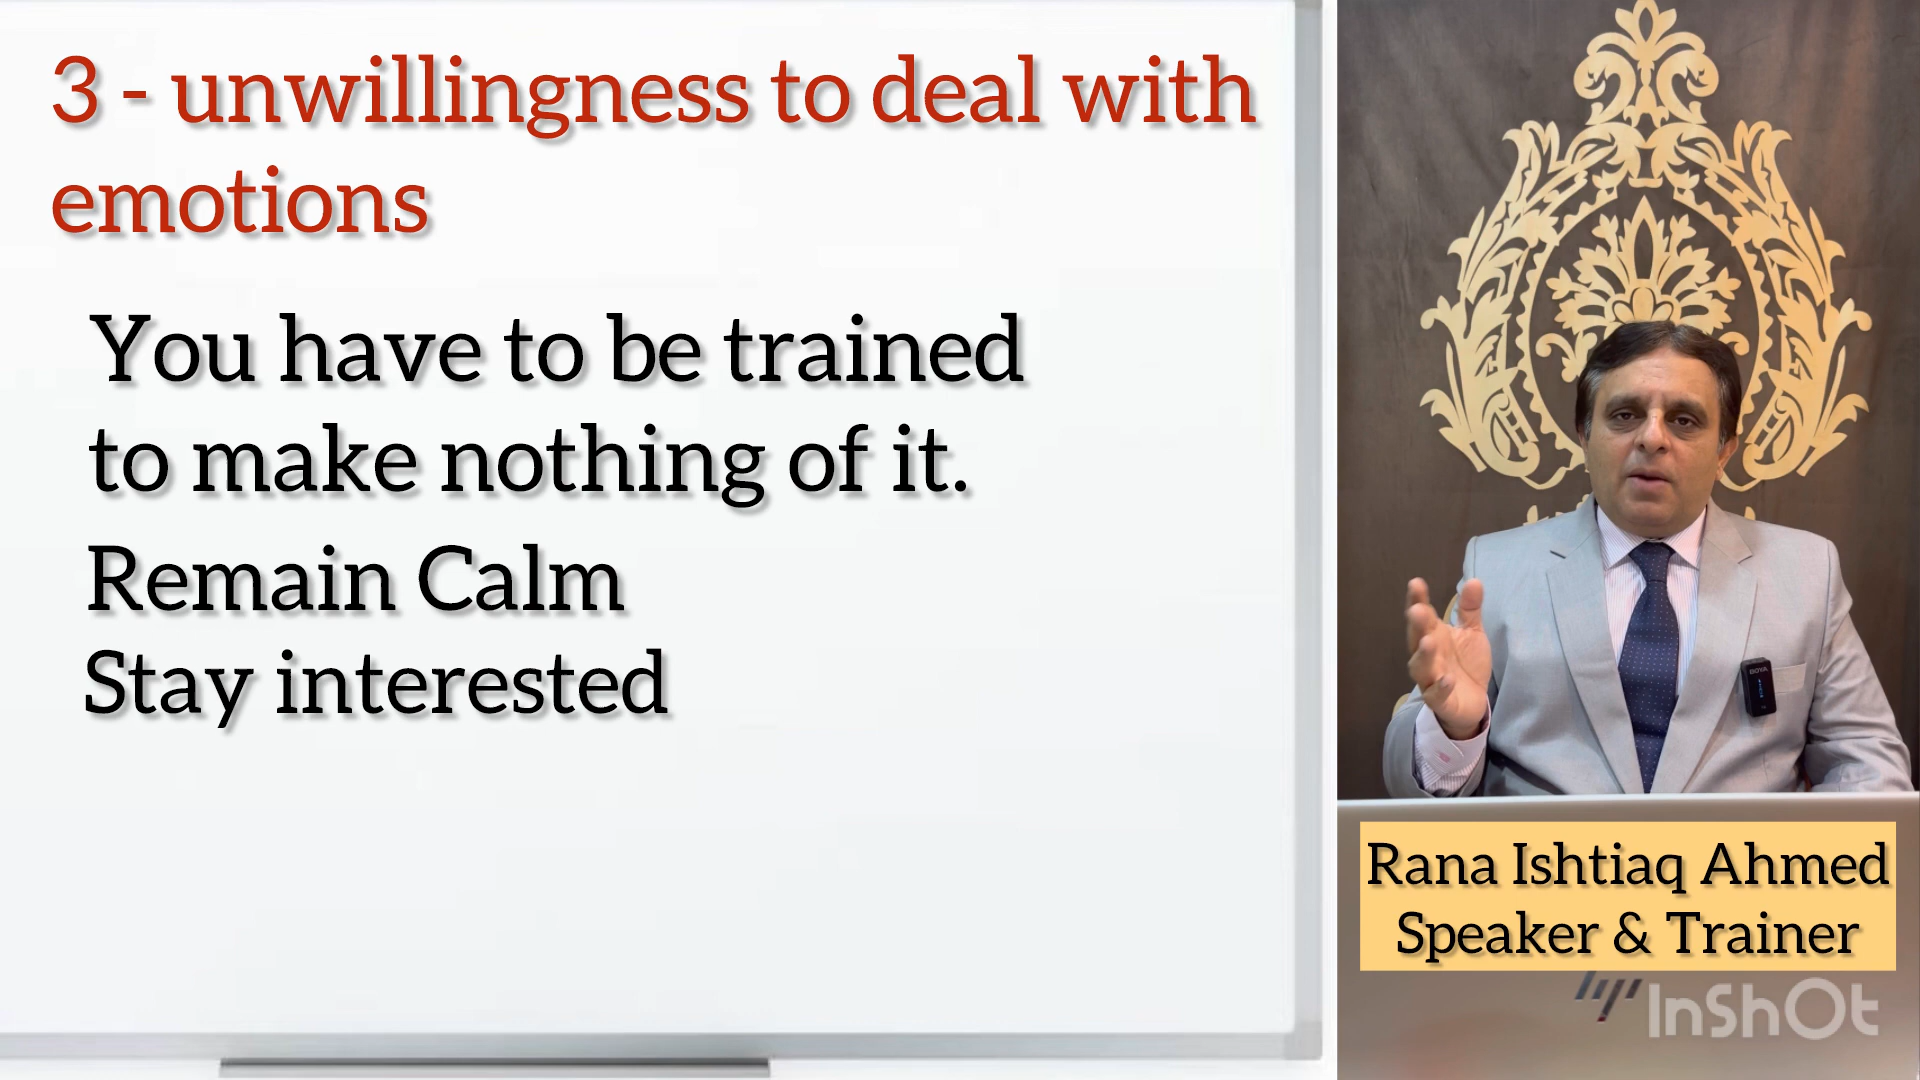 3 - unwillingness to deal with
emotions
You have to be trained
to make nothing of it.
Remain Calm
Stay interested
BOYA
Rana Ishtiaq Ahmed
Speaker & Trainer
InShOt